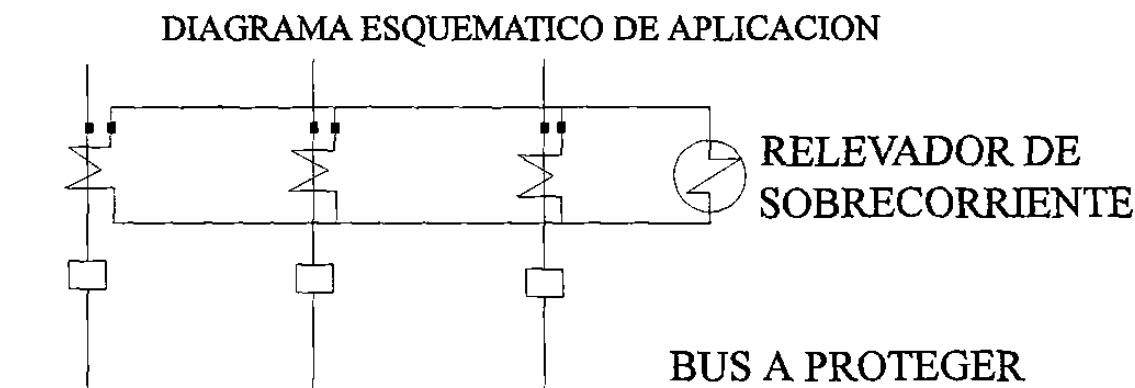 DIAGRAMA ESQUEMATICO DE APLICACION
RELEVADOR DE
SOBRECORRIENTE
BUS A PROTEGER